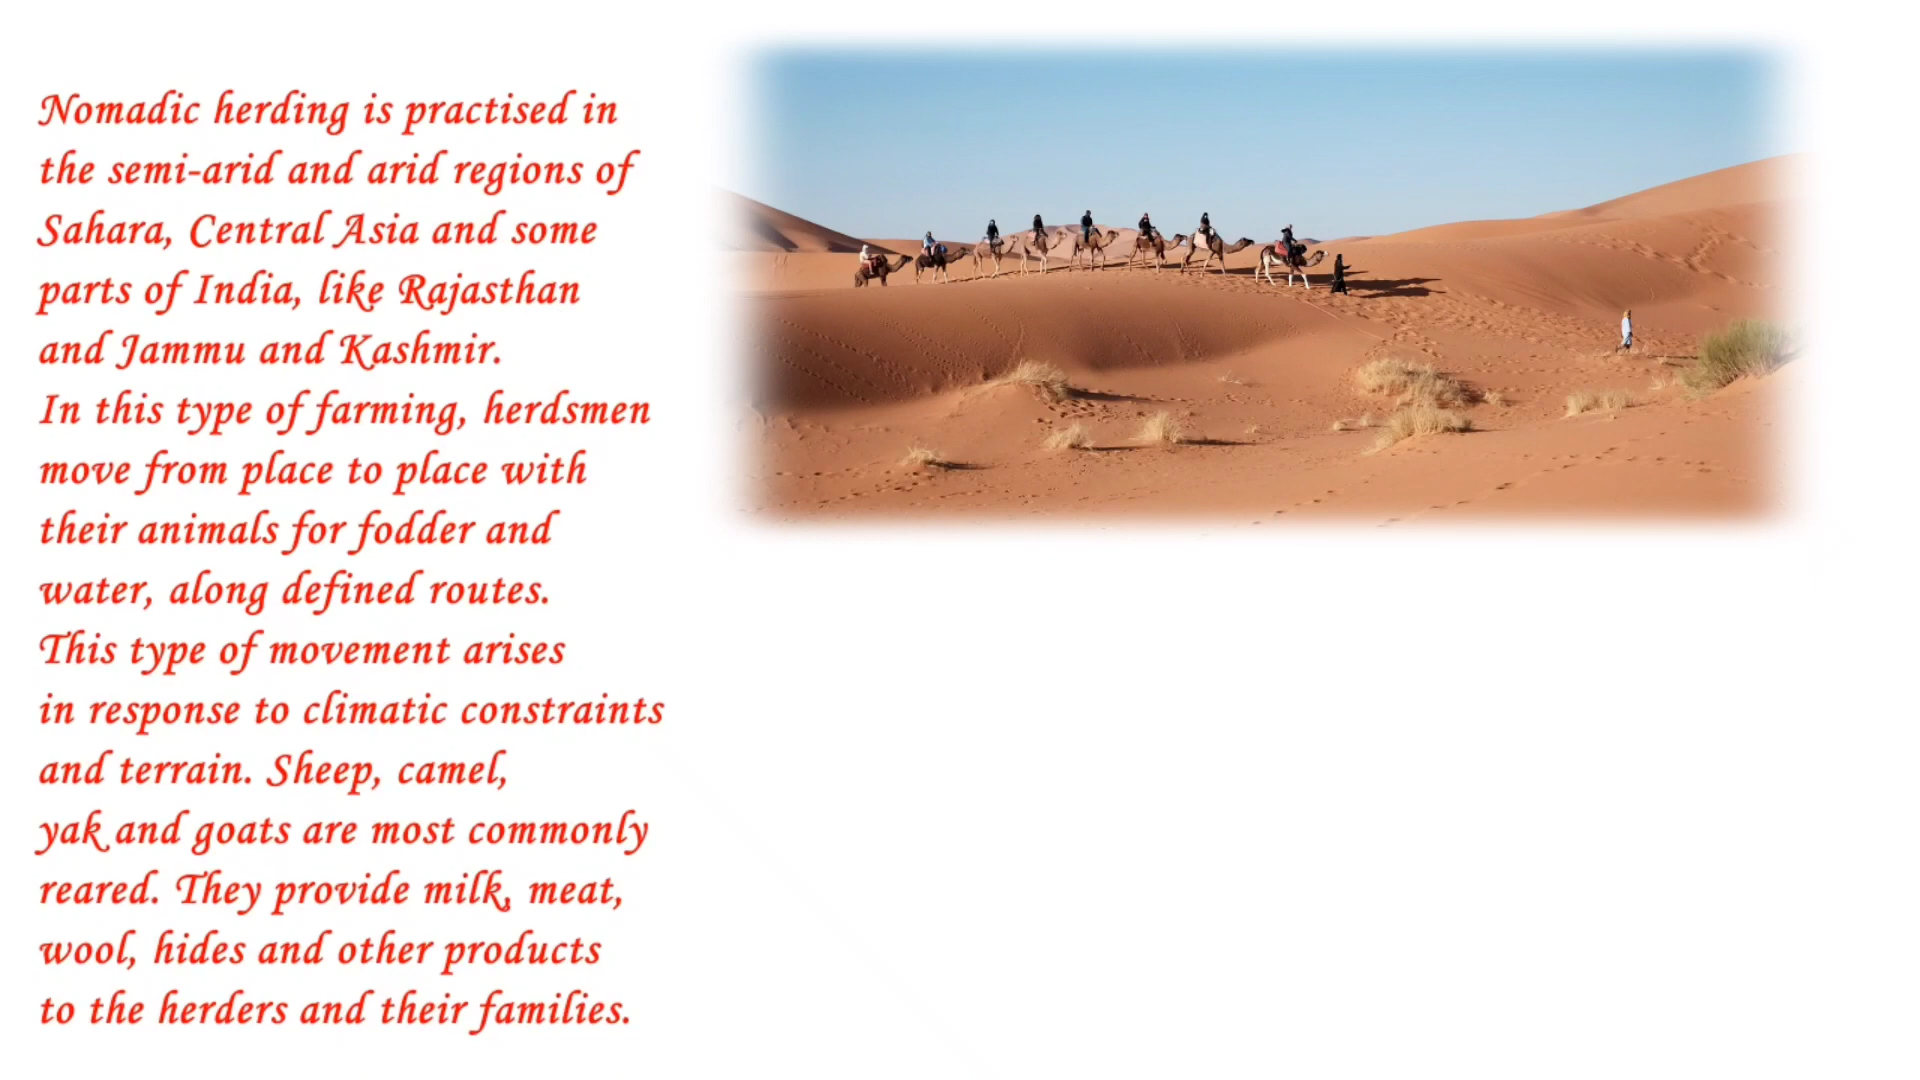 Nomadic herding is practised in
the semi-arid and arid regions of
Sahara, Central Asia and some
parts of India, like Rajasthan
and Jammu and Kashmir.
In this type of farming, herdsmen
move from place to place with
their animals for fodder and
water, along defined routes.
This type of movement arises
in response to climatic constraints
and terrain. Sheep, camel,
yak and goats are most commonly
reared. They provide milk, meat,
wool, hides and other products
to the herders and their families.